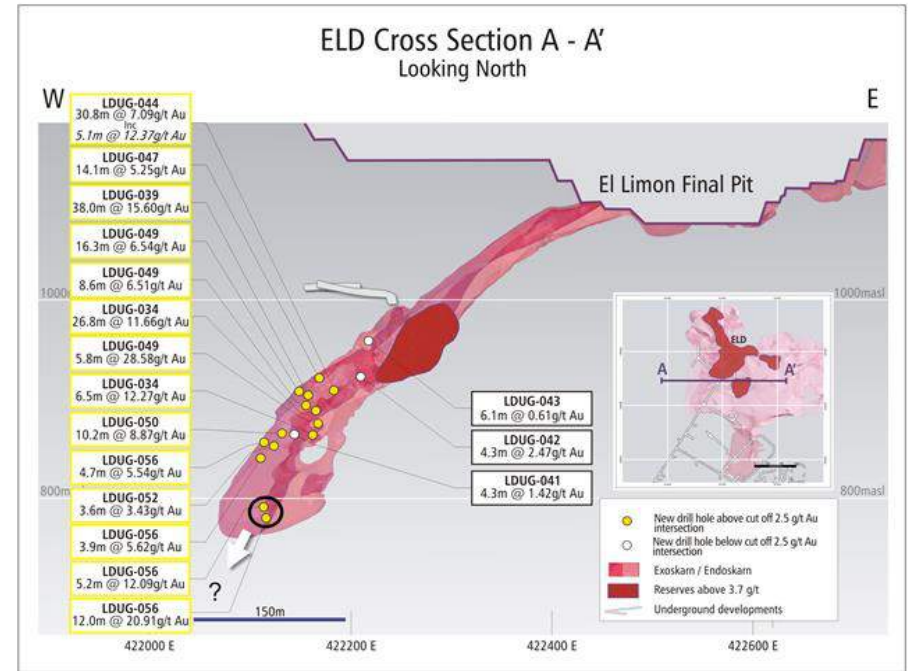 ELD Cross Section A - A'
Looking North
W
E
LDUG-044
30.8m @ 7.09g/t Au
Inc
5.1m @ 12.37g/t Au
LDUG-047
14.1m @ 5.25g/t Au
LDUG-039
38.0m @ 15.60g/t Au
LDUG-049
16.3m @ 6.54g/t Au
LDUG-049
8.6m @ 6.51g/t Au
LDUG-034
26.8m @ 11.66g/t Au
LDUG-049
5.8m @ 28.58g/t Au
LDUG-034
6.5m @ 12.27g/t Au
LDUG-050
10.2m @ 8.87g/t Au
LDUG-056
4.7m @ 5.54g/t Au
LDUG-052
3.6m @ 3.43g/t Au
LDUG-056
3.9m @ 5.62g/t Au
LDUG-056
5.2m @ 12.09g/t Au
LDUG-056
12.0m @ 20.91g/t Au
El Limon Final Pit
1000m
1000masl
800m
800masl
ELD
A
A'
LDUG-043
6.1m @ 0.61g/t Au
LDUG-042
4.3m @ 2.47g/t Au
LDUG-041
4.3m @ 1.42g/t Au
New drill hole above cut off 2.5 g/t Au
intersection
New drill hole below cut off 2.5 g/t Au
intersection
Exoskarn / Endoskarn
Reserves above 3.7 g/t
Underground developments
?
150m
422000 E
422200 E
422400 E
422600 E